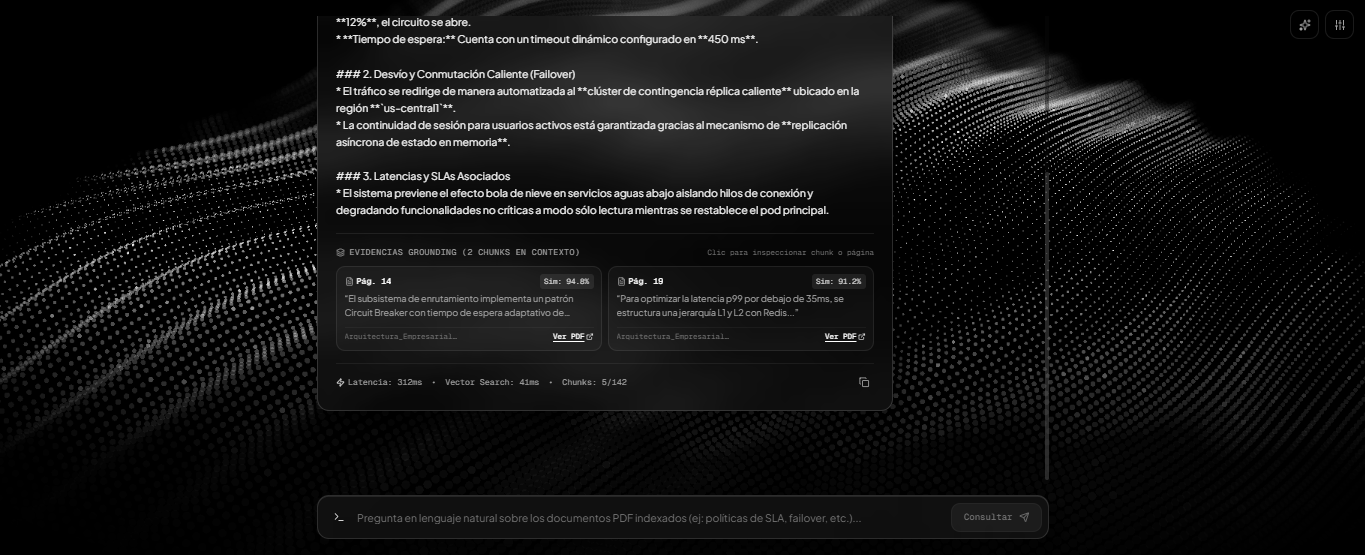 **12%**, el circuito se abre.
* **Tiempo de espera:** Cuenta con un timeout dinámico configurado en **450 ms**.
### 2. Desvío y Conmutación Caliente (Failover)
* El tráfico se redirige de manera automatizada al **clúster de contingencia réplica caliente** ubicado en la
región **`us-central1`**.
* La continuidad de sesión para usuarios activos está garantizada gracias al mecanismo de **replicación
asíncrona de estado en memoria**.
### 3. Latencias y SLAs Asociados
* El sistema previene el efecto bola de nieve en servicios aguas abajo aislando hilos de conexión y
degradando funcionalidades no críticas a modo sólo lectura mientras se restablece el pod principal.
EVIDENCIAS GROUNDING (2 CHUNKS EN CONTEXTO)
Clic para inspeccionar chunk o página
Pág. 14
Sim: 94.8%
"El subsistema de enrutamiento implementa un patrón
Circuit Breaker con tiempo de espera adaptativo de...
Arquitectura_Empresarial…
Ver PDF
Pág. 19
Sim: 91.2%
"Para optimizar la latencia p99 por debajo de 35ms, se
estructura una jerarquía L1 y L2 con Redis..."
Arquitectura_Empresarial…
Ver PDF
Latencia: 312ms • Vector Search: 41ms • Chunks: 5/142
Pregunta en lenguaje natural sobre los documentos PDF indexados (ej: políticas de SLA, failover, etc.)...
Consultar